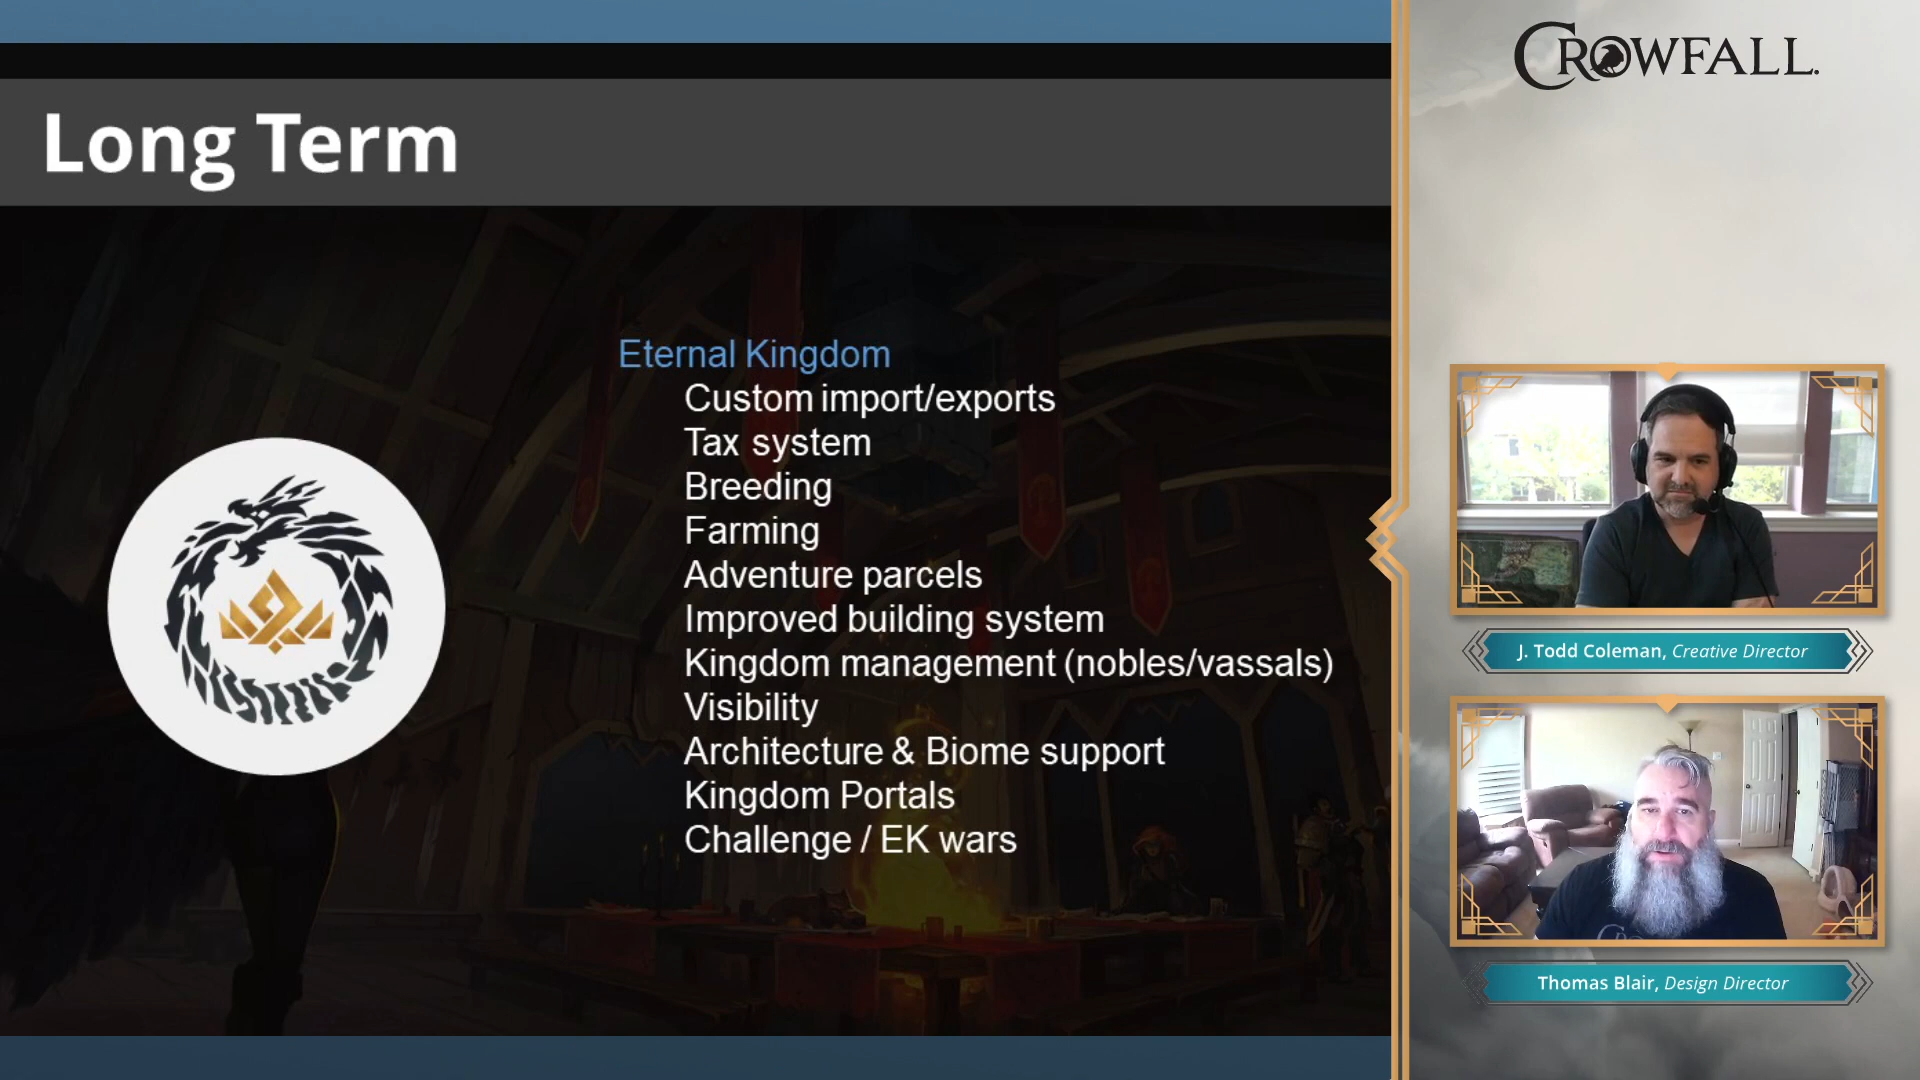 Long Term
Eternal Kingdom
Custom import/exports
Tax system
Breeding
Farming
Adventure parcels
Improved building system
Kingdom management (nobles/vassals)
Visibility
Architecture & Biome support
Kingdom Portals
Challenge / EK wars
CROWFALL.
J. Todd Coleman, Creative Director
Thomas Blair, Design Director